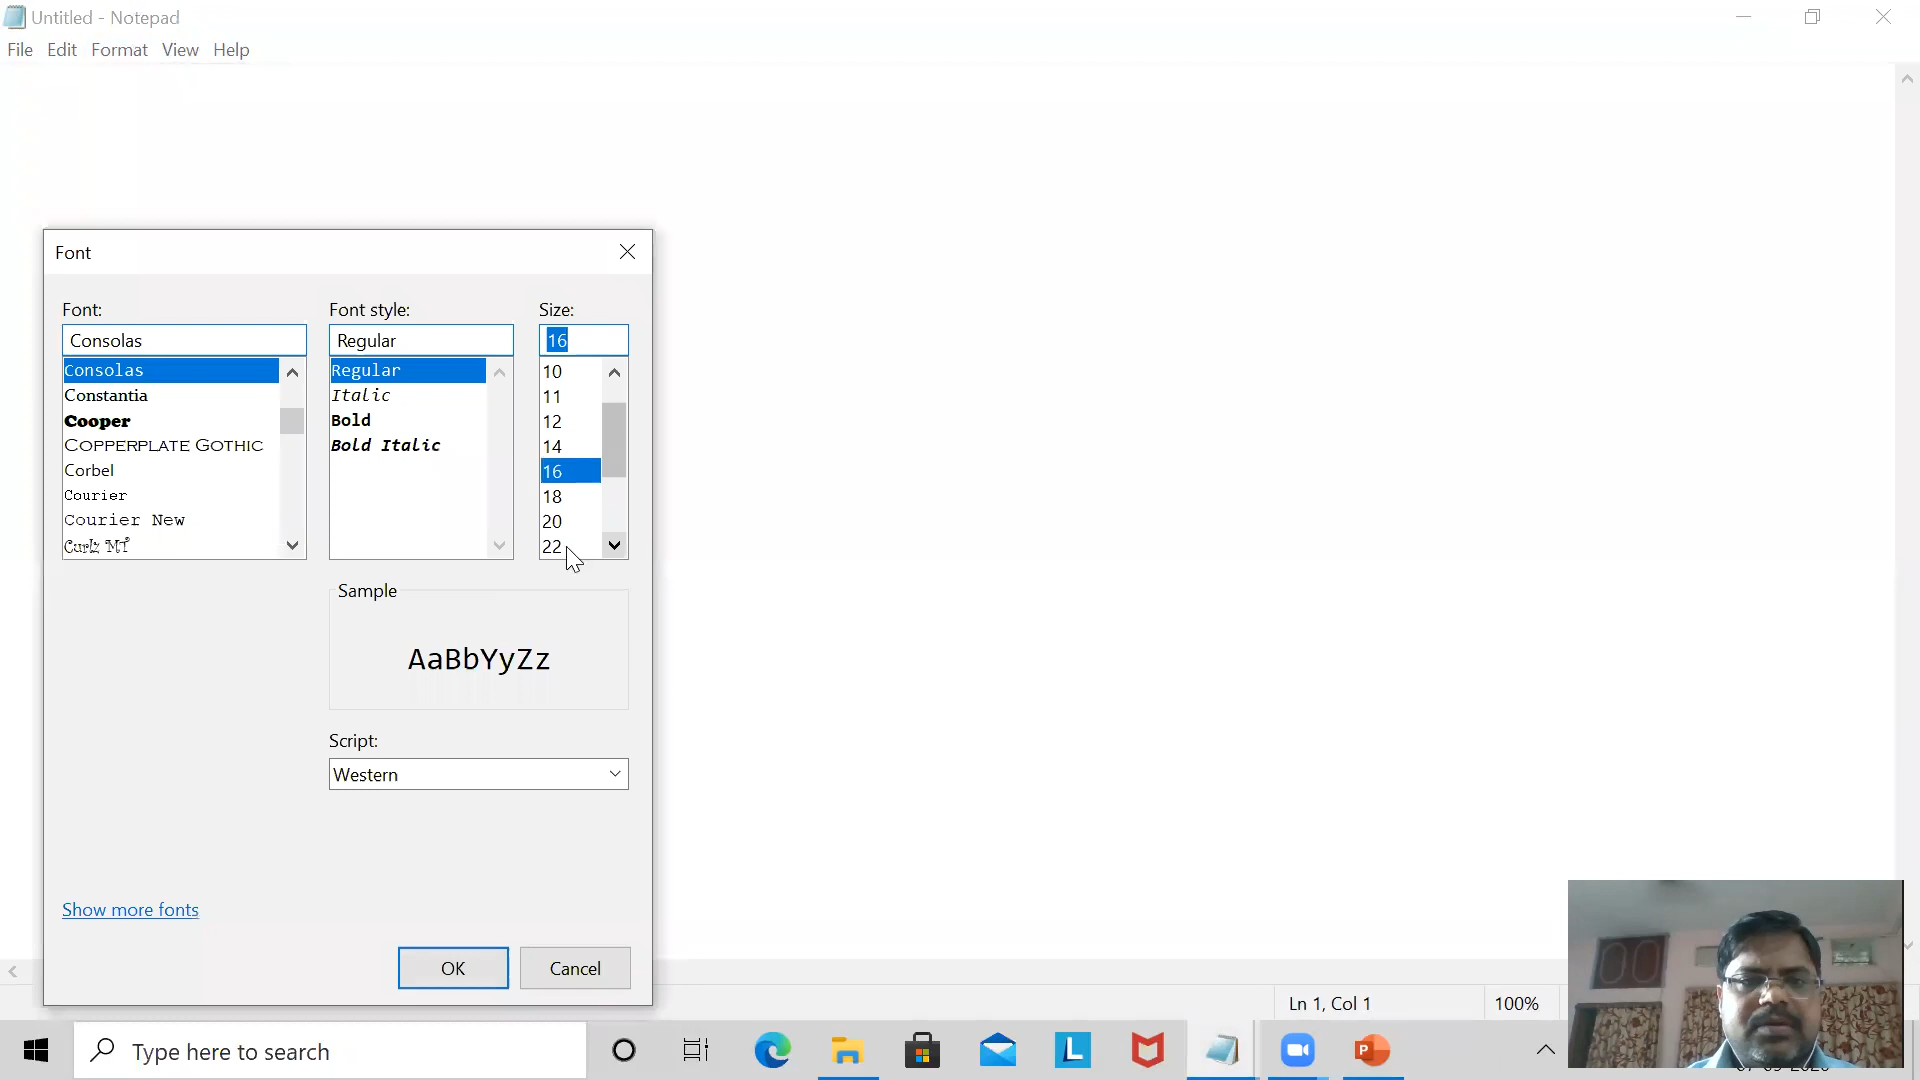 Untitled - Notepad
File Edit Format View Help
Font
Font: Font style: Size:
Consolas Regular 16
Consolas Regular 10
Constantia Italic 11
Cooper Bold 12
Copperplate Gothic Bold Italic 14
Corbel 16
Courier 18
Courier New 20
Curlz MT 22
Sample
AaBbYyZz
Script:
Western
Show more fonts
OK Cancel
Ln 1, Col 1 100%
Type here to search